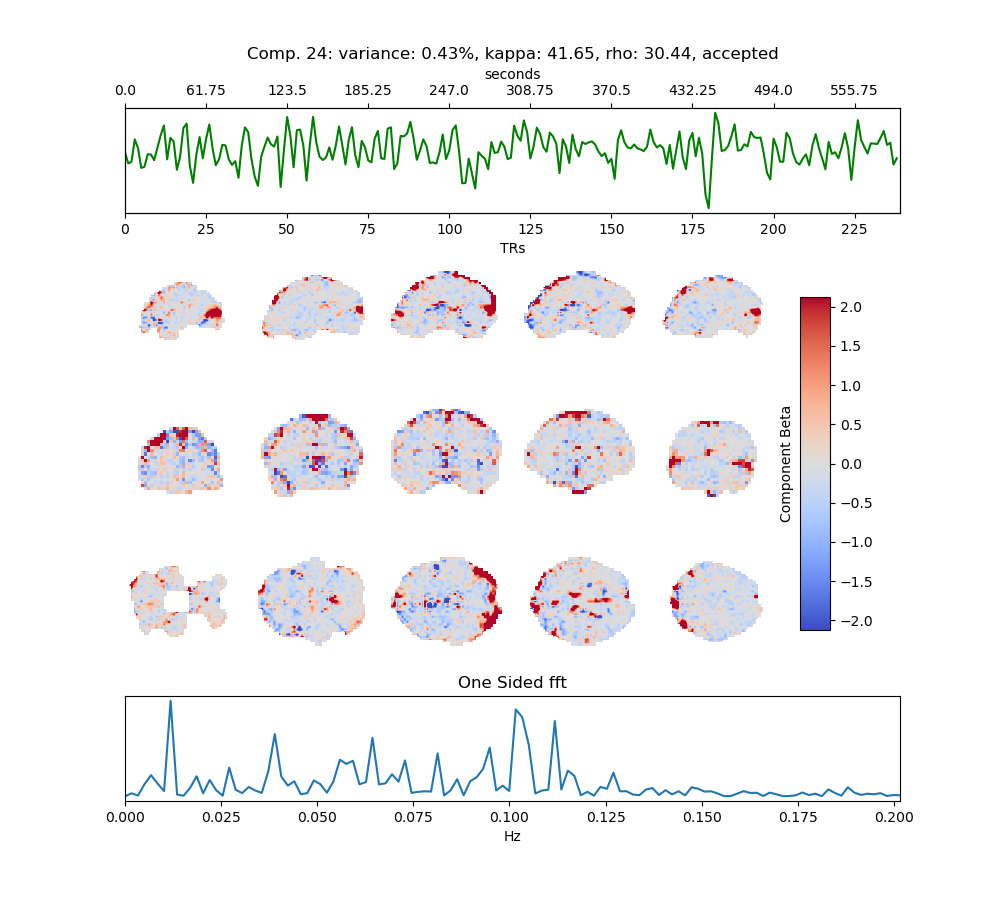 Comp. 24: variance: 0.43%, kappa: 41.65, rho: 30.44, accepted
seconds
0.0 61.75 123.5 185.25 247.0 308.75 370.5 432.25 494.0 555.75
0 25 50 75 100 125 150 175 200 225
TRs
2.0
1.5
1.0
0.5
0.0
−0.5
−1.0
−1.5
−2.0
Component Beta
One Sided fft
0.000 0.025 0.050 0.075 0.100 0.125 0.150 0.175 0.200
Hz